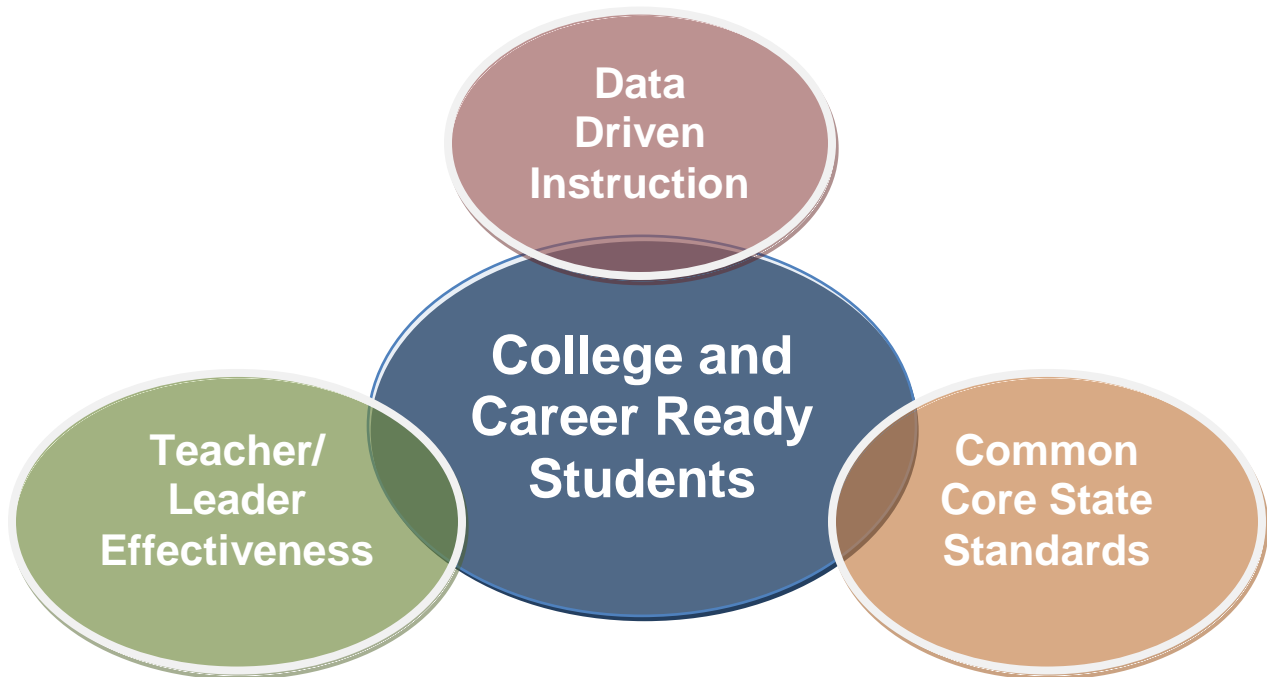 Data
Driven
Instruction
College and
Career Ready
Students
Teacher/
Leader
Effectiveness
Common
Core State
Standards